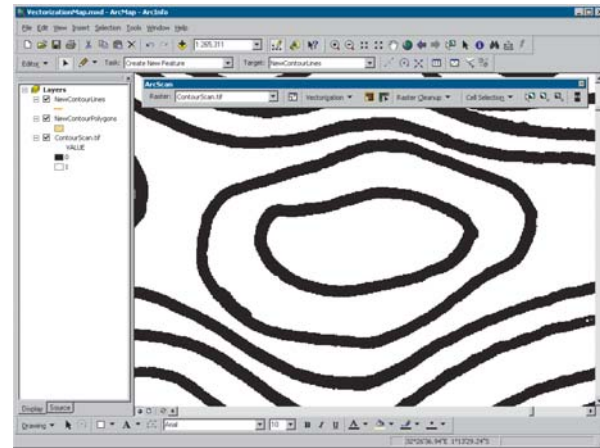 VectorizationMap.mxd - ArcMap - ArcInfo
File Edit View Insert Selection Tools Window Help
1:265,311
Editor Task: Create New Feature Target: NewContourLines
ArcScan
Raster: ContourScan.tif Vectorization Raster Cleanup Cell Selection
Layers
NewContourLines
NewContourPolygons
ContourScan.tif
VALUE
0
1
Display Source
Drawing A Arial 10 B I U A